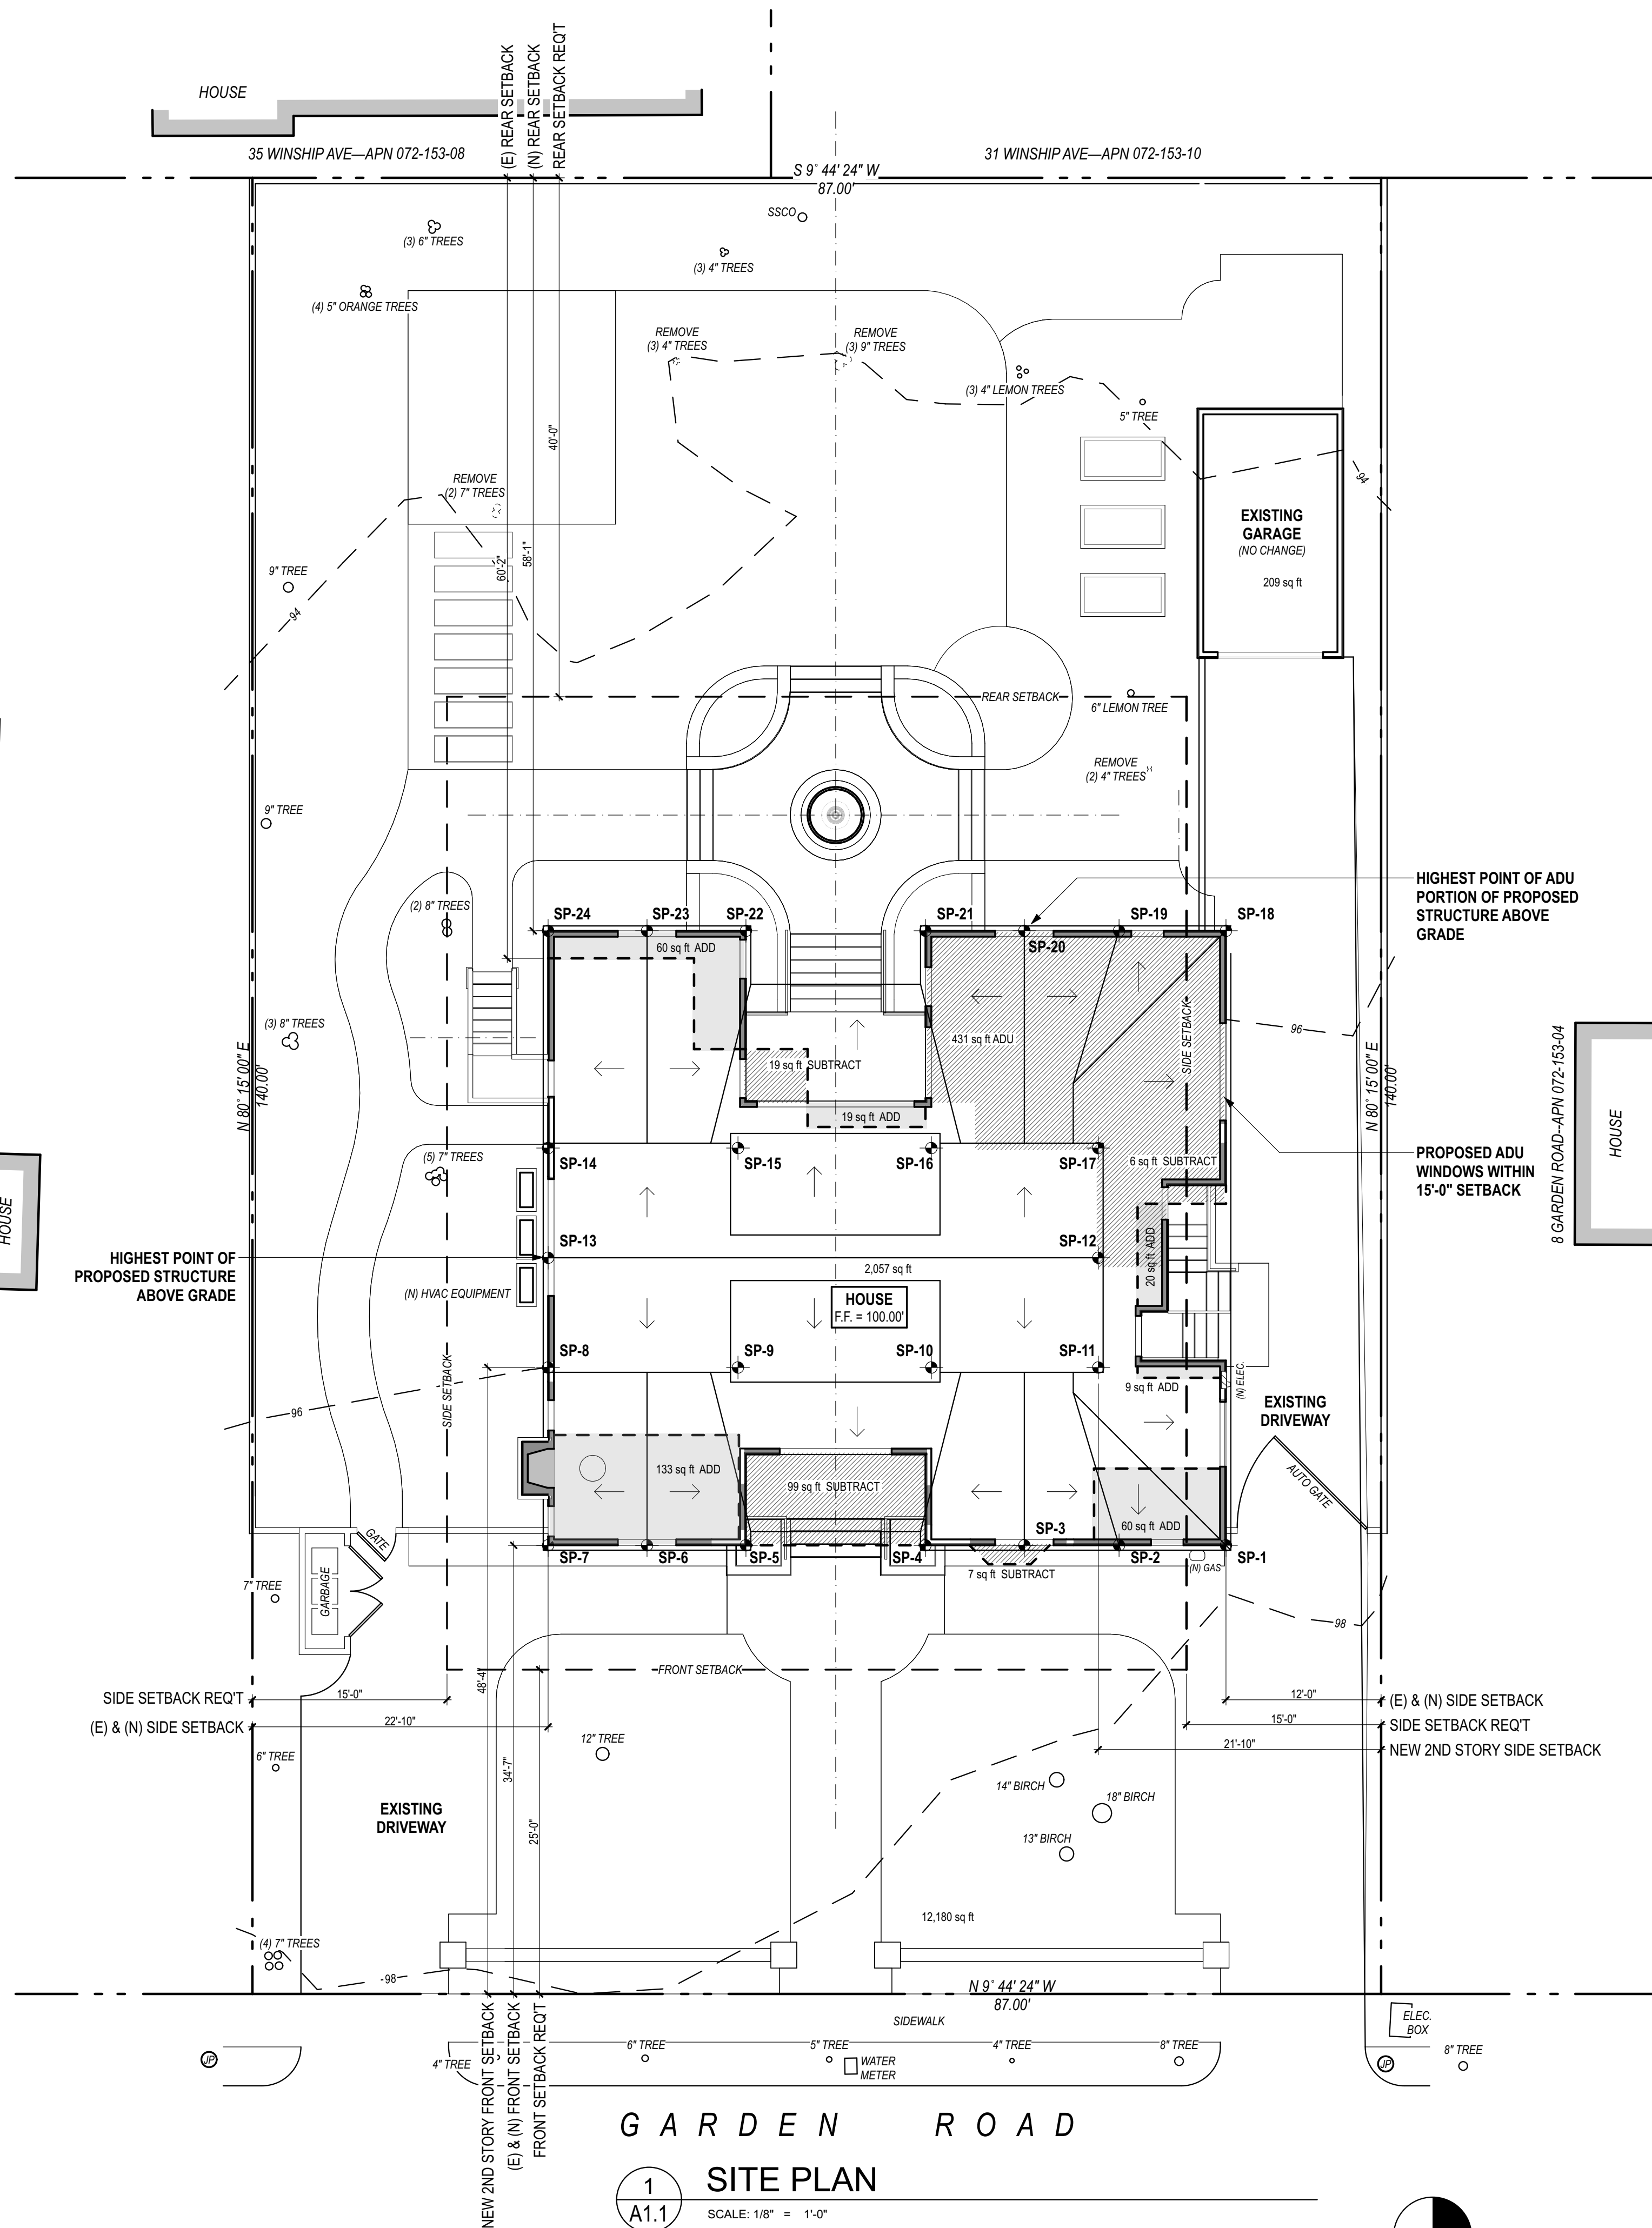 (E) REAR SETBACK
(N) REAR SETBACK
REAR SETBACK REQ'T
HOUSE
35 WINSHIP AVE—APN 072-153-08
31 WINSHIP AVE—APN 072-153-10
S 9° 44' 24" W
87.00'
SSCO
(3) 6" TREES
(3) 4" TREES
(4) 5" ORANGE TREES
REMOVE
(3) 4" TREES
REMOVE
(3) 9" TREES
(3) 4" LEMON TREES
5" TREE
40'-0"
94
REMOVE
(2) 7" TREES
EXISTING
GARAGE
(NO CHANGE)
209 sq ft
60'-2"
58'-1"
9" TREE
94
REAR SETBACK
6" LEMON TREE
REMOVE
(2) 4" TREES
9" TREE
HIGHEST POINT OF ADU
PORTION OF PROPOSED
STRUCTURE ABOVE
GRADE
(2) 8" TREES
SP-24
SP-23
SP-22
SP-21
SP-19
SP-18
SP-20
60 sq ft ADD
(3) 8" TREES
431 sq ft ADU
SIDE SETBACK
96
N 80° 15' 00" E
140.00'
N 80° 15' 00" E
140.00'
19 sq ft SUBTRACT
19 sq ft ADD
8 GARDEN ROAD--APN 072-153-04
HOUSE
(5) 7" TREES
SP-14
SP-15
SP-16
SP-17
6 sq ft SUBTRACT
PROPOSED ADU
WINDOWS WITHIN
15'-0" SETBACK
HOUSE
SP-13
SP-12
20 sq ft ADD
HIGHEST POINT OF
PROPOSED STRUCTURE
ABOVE GRADE
2,057 sq ft
(N) HVAC EQUIPMENT
HOUSE
F.F. = 100.00'
SP-8
SP-9
SP-10
SP-11
9 sq ft ADD
(N) ELEC.
SIDE SETBACK
96
EXISTING
DRIVEWAY
133 sq ft ADD
99 sq ft SUBTRACT
AUTO GATE
60 sq ft ADD
GATE
SP-7
SP-6
SP-5
SP-4
SP-3
SP-2
SP-1
7 sq ft SUBTRACT
(N) GAS
GARBAGE
7" TREE
98
FRONT SETBACK
48'-4"
SIDE SETBACK REQ'T
15'-0"
12'-0"
(E) & (N) SIDE SETBACK
(E) & (N) SIDE SETBACK
22'-10"
15'-0"
SIDE SETBACK REQ'T
21'-10"
NEW 2ND STORY SIDE SETBACK
6" TREE
12" TREE
34'-7"
14" BIRCH
18" BIRCH
13" BIRCH
EXISTING
DRIVEWAY
25'-0"
12,180 sq ft
(4) 7" TREES
98
N 9° 44' 24" W
87.00'
SIDEWALK
ELEC.
BOX
JP
4" TREE
6" TREE
5" TREE
WATER
METER
4" TREE
8" TREE
JP
8" TREE
NEW 2ND STORY FRONT SETBACK
(E) & (N) FRONT SETBACK
FRONT SETBACK REQ'T
GARDEN ROAD
1
A1.1
SITE PLAN
SCALE: 1/8" = 1'-0"